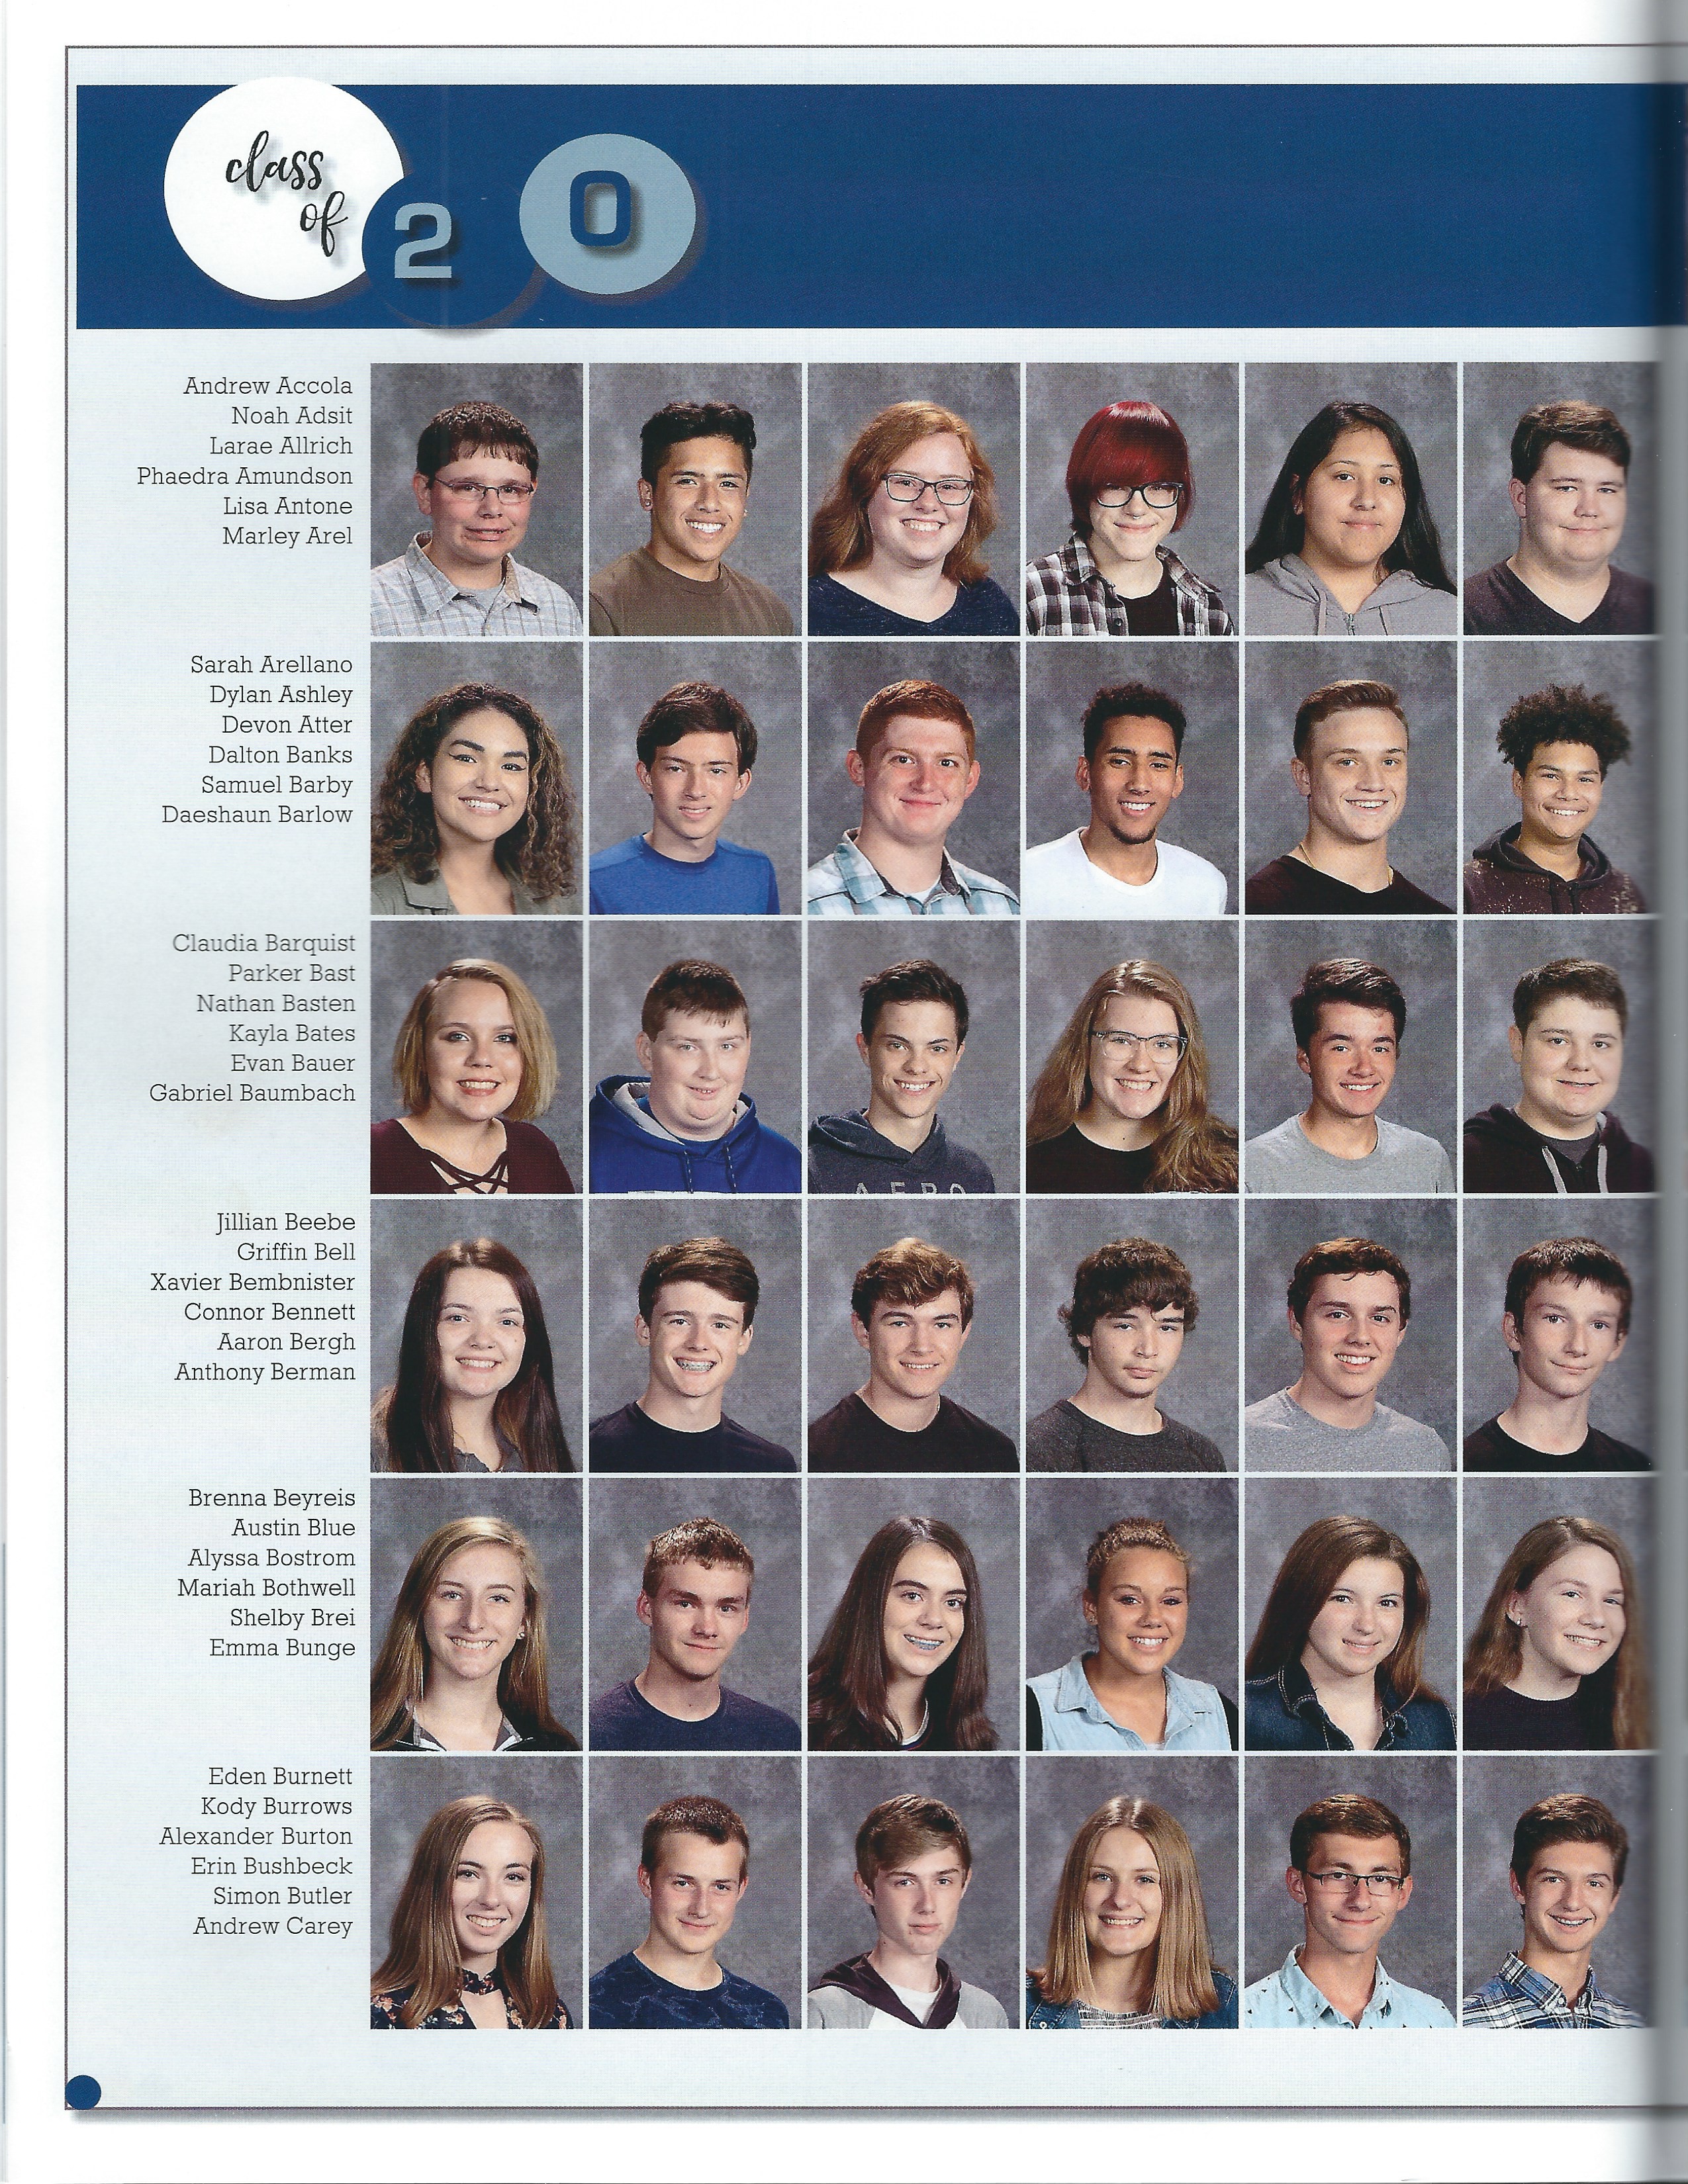 class
of
2 0
Andrew Accola
Noah Adsit
Larae Allrich
Phaedra Amundson
Lisa Antone
Marley Arel
Sarah Arellano
Dylan Ashley
Devon Atter
Dalton Banks
Samuel Barby
Daeshaun Barlow
Claudia Barquist
Parker Bast
Nathan Basten
Kayla Bates
Evan Bauer
Gabriel Baumbach
AERO
Jillian Beebe
Griffin Bell
Xavier Bembnister
Connor Bennett
Aaron Bergh
Anthony Berman
Brenna Beyreis
Austin Blue
Alyssa Bostrom
Mariah Bothwell
Shelby Brei
Emma Bunge
Eden Burnett
Kody Burrows
Alexander Burton
Erin Bushbeck
Simon Butler
Andrew Carey